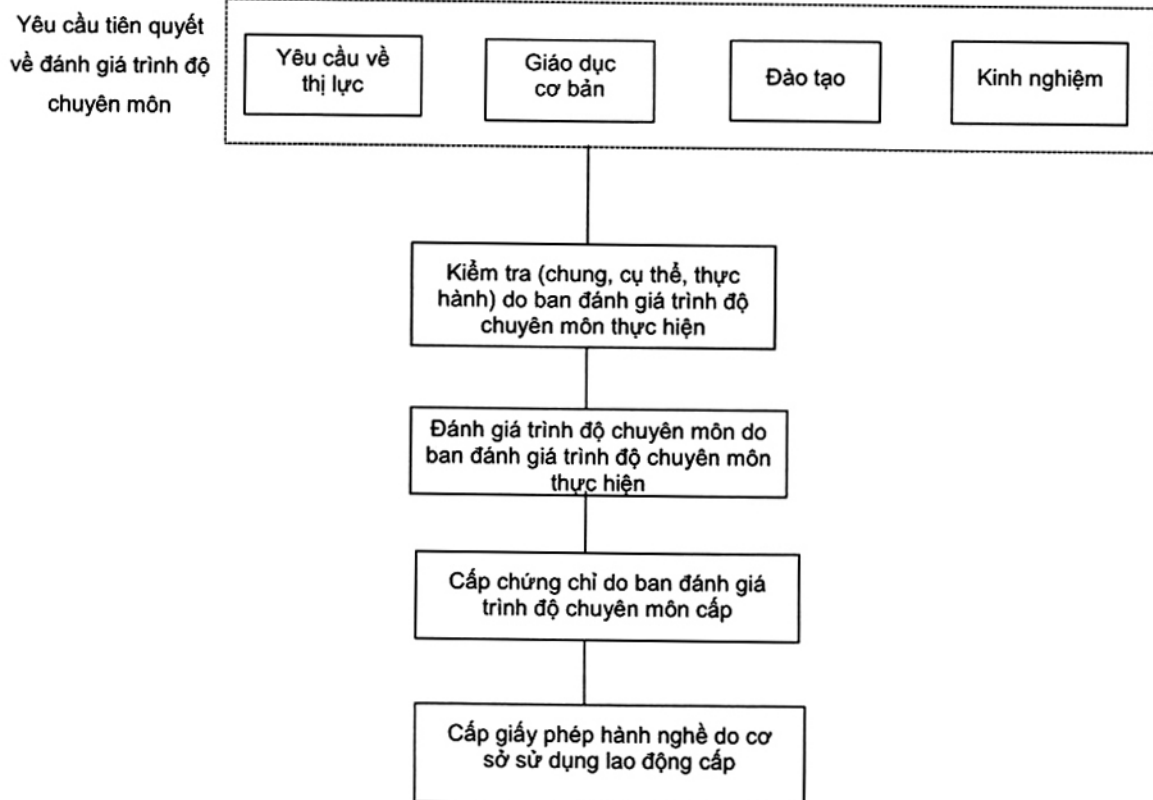 Yêu cầu tiên quyết
về đánh giá trình độ
chuyên môn
Yêu cầu về
thị lực
Giáo dục
cơ bản
Đào tạo
Kinh nghiệm
Kiểm tra (chung, cụ thể, thực
hành) do ban đánh giá trình độ
chuyên môn thực hiện
Đánh giá trình độ chuyên môn do
ban đánh giá trình độ chuyên môn
thực hiện
Cấp chứng chỉ do ban đánh giá
trình độ chuyên môn cấp
Cấp giấy phép hành nghề do cơ
sở sử dụng lao động cấp